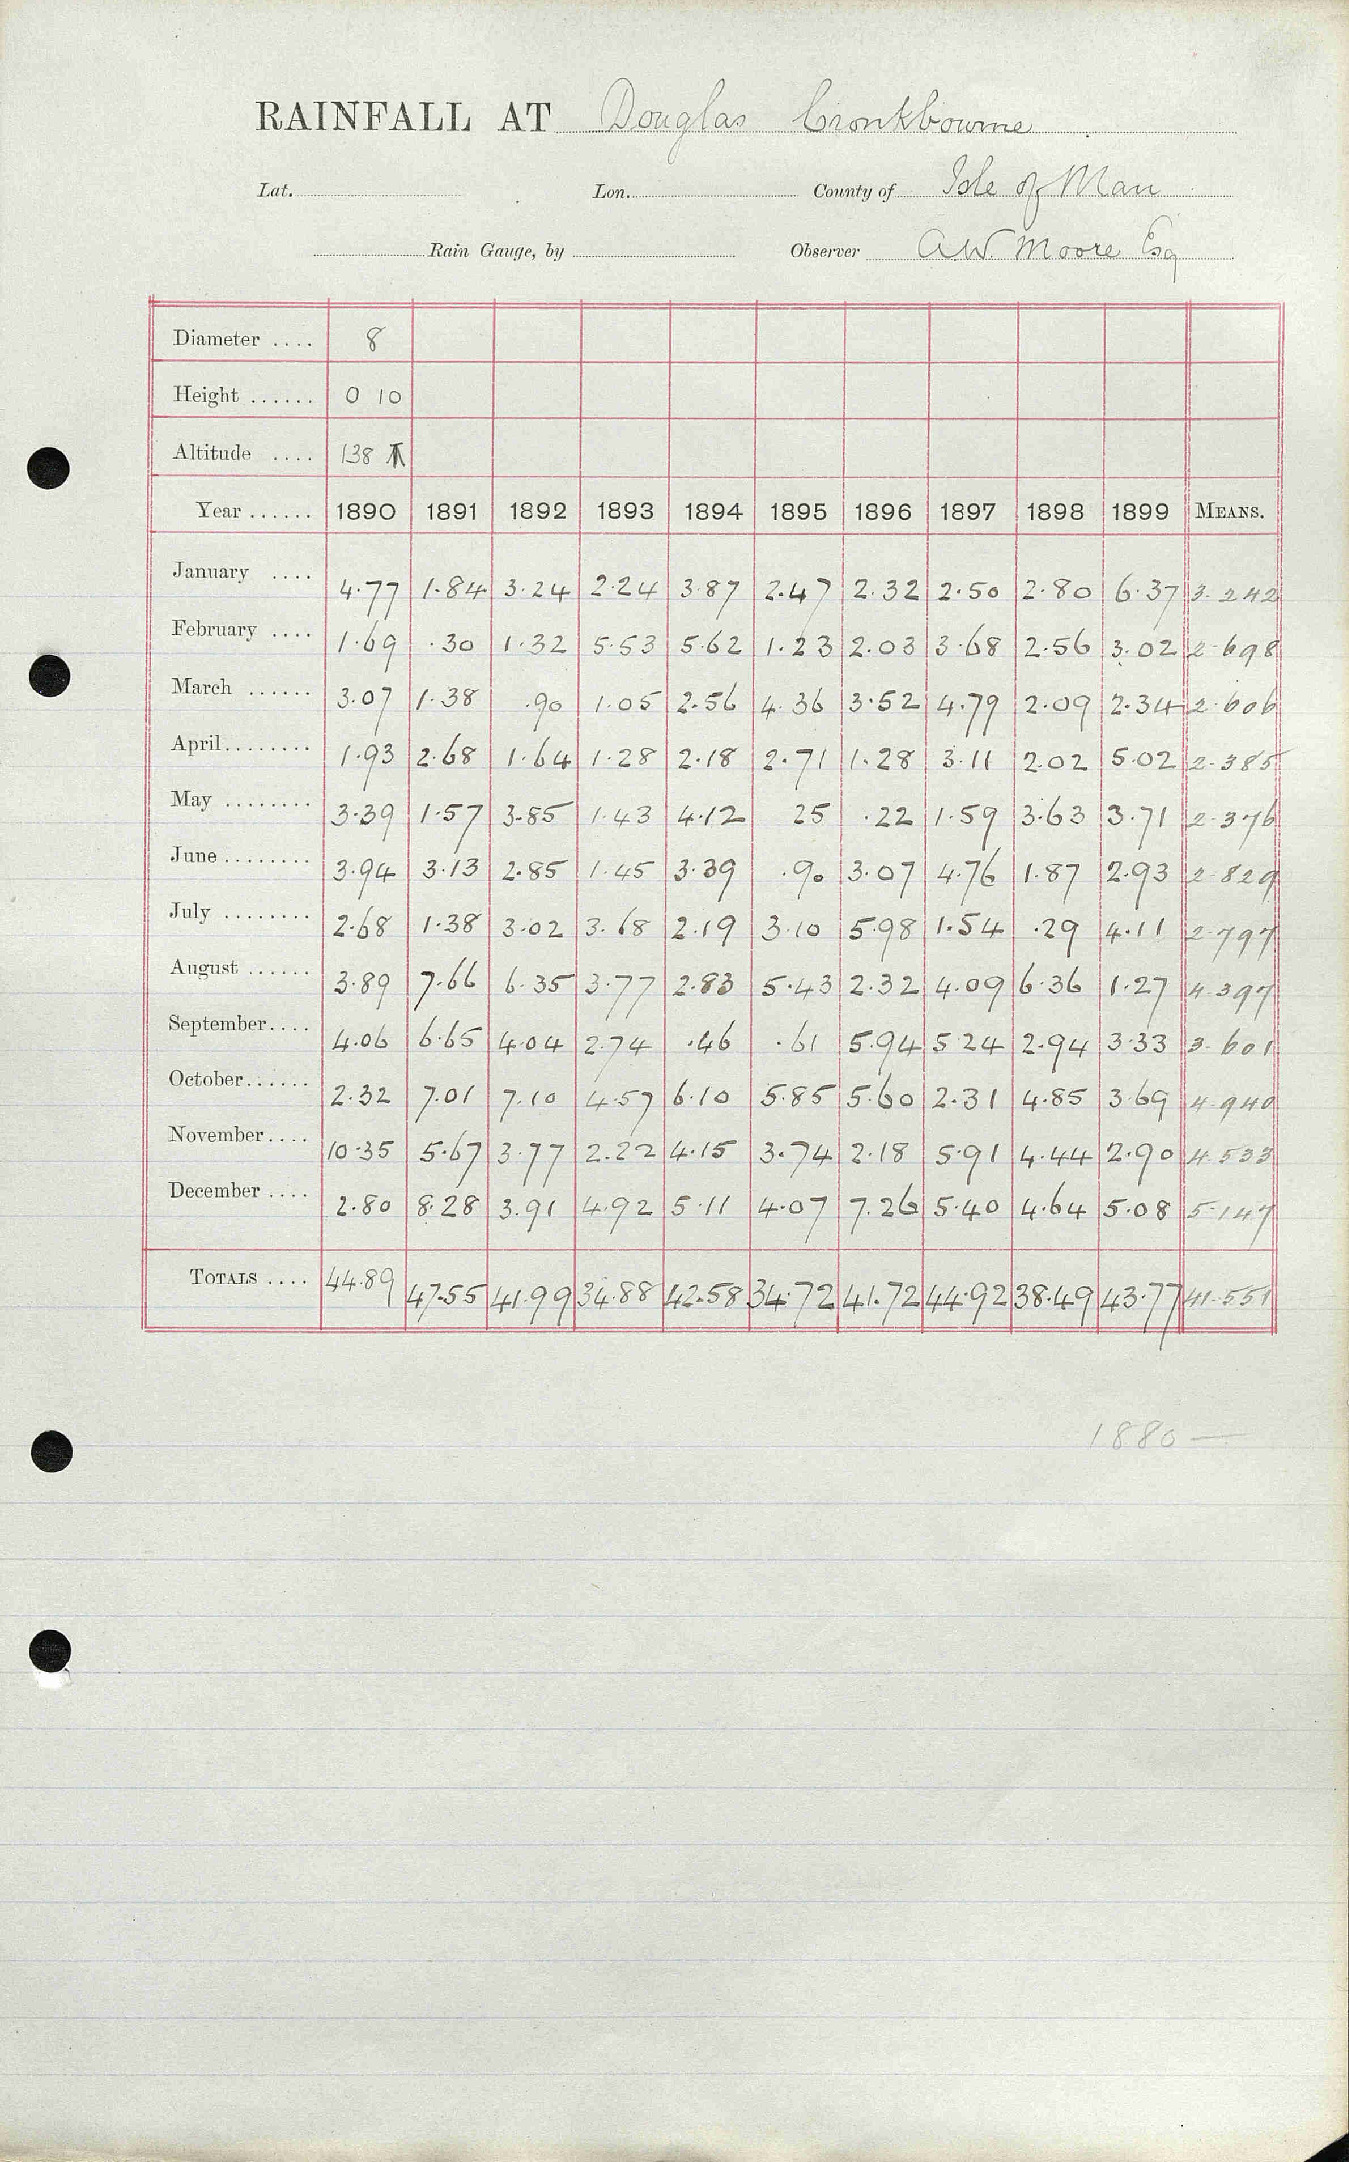 RAINFALL AT Douglas Cronkbourne
Lat. Lon. County of Isle of Man
Rain Gauge, by Observer A W Moore Esq
Diameter .... 8
Height ...... 0 10
Altitude .... 138
Year ...... 1890 1891 1892 1893 1894 1895 1896 1897 1898 1899 MEANS.
January .... 4.77 1.84 3.24 2.24 3.87 2.47 2.32 2.50 2.80 6.37 3.242
February .... 1.69 .30 1.32 5.53 5.62 1.23 2.03 3.68 2.56 3.02 2.698
March ...... 3.07 1.38 .90 1.05 2.56 4.36 3.52 4.79 2.09 2.34 2.606
April........ 1.93 2.68 1.64 1.28 2.18 2.71 1.28 3.11 2.02 5.02 2.385
May ........ 3.39 1.57 3.85 1.43 4.12 25 .22 1.59 3.63 3.71 2.376
June ........ 3.94 3.13 2.85 1.45 3.39 .90 3.07 4.76 1.87 2.93 2.829
July ........ 2.68 1.38 3.02 3.68 2.19 3.10 5.98 1.54 .29 4.11 2.797
August ...... 3.89 7.66 6.35 3.77 2.83 5.43 2.32 4.09 6.36 1.27 4.397
September.... 4.06 6.65 4.04 2.74 .46 .61 5.94 5.24 2.94 3.33 3.601
October...... 2.32 7.01 7.10 4.57 6.10 5.85 5.60 2.31 4.85 3.69 4.940
November.... 10.35 5.67 3.77 2.22 4.15 3.74 2.18 5.91 4.44 2.90 4.533
December .... 2.80 8.28 3.91 4.92 5.11 4.07 7.26 5.40 4.64 5.08 5.147
TOTALS .... 44.89 47.55 41.99 34.88 42.58 34.72 41.72 44.92 38.49 43.77 41.551
1880 —